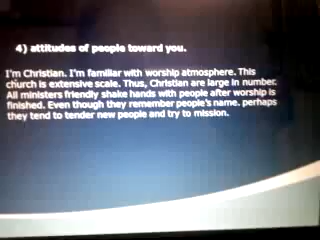 4) attitudes of people toward you.
I'm Christian. I'm familiar with worship atmosphere. This
church is extensive scale. Thus, Christian are large in number.
All ministers friendly shake hands with people after worship is
finished. Even though they remember people's name. perhaps
they tend to tender new people and try to mission.